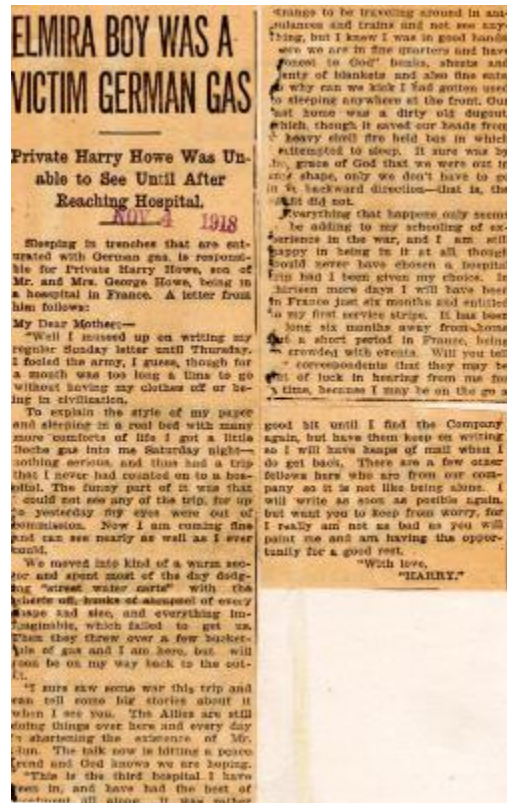 ELMIRA BOY WAS A
VICTIM GERMAN GAS
Private Harry Howe Was Un-
able to See Until After
Reaching Hospital.
NOV 4 1918
Sleeping in trenches that are sat-
urated with German gas, is responsi-
ble for Private Harry Howe, son of
Mr. and Mrs. George Howe, being in
a hospital in France. A letter from
him follows:
My Dear Mother:—
"Well I missed up on writing my
regular Sunday letter until Thursday.
I fooled the army, I guess, though for
a month was too long a time to go
without having my clothes off or be-
ing in civilization.
To explain the style of my paper
and sleeping in a real bed with many
more comforts of life I got a little
Boche gas into me Saturday night—
nothing serious, and thus had a trip
that I never had counted on to a hos-
pital. The funny part of it was that
I could not see any of the trip, for up
to yesterday my eyes were out of
commission. Now I am coming fine
and can see nearly as well as I ever
could.
We moved into kind of a warm sec-
tor and spent most of the day dodg-
ing "street water carts" with the
off, hunks of shrapnel of every
shape and size, and everything im-
aginable, which failed to get us.
Then they threw over a few bucket-
fuls of gas and I am here, but will
soon be on my way back to the out-
fit.
"I sure saw some war this trip and
can tell some big stories about it
when I see you. The Allies are still
doing things over here and every day
shortening the existence of Mr.
Hun. The talk now is hitting a peace
trend and God knows we are hoping.
"This is the third hospital I have
been in, and have had the best of
treatment all along. It was rather
strange to be traveling around in am-
bulances and trains and not see any-
thing, but I knew I was in good hands
Here we are in fine quarters and have
"honest to God" bunks, sheets and
plenty of blankets and also fine eats
so why can we kick I had gotten used
to sleeping anywhere at the front. Our
last home was a dirty old dugout
which, though it saved our heads from
heavy shell fire held gas in which
we attempted to sleep. It sure was by
the grace of God that we were out in
any shape, only we don't have to go
in backward direction—that is, the
did not.
Everything that happens only seems
to be adding to my schooling of ex-
perience in the war, and I am still
happy in being in it at all, though
would never have chosen a hospital
trip had I been given my choice. In
thirteen more days I will have been
in France just six months and entitled
to my first service stripe. It has been
long six months away from home
but a short period in France, being
crowded with events. Will you tell
correspondents that they may be
out of luck in hearing from me for
a time, because I may be on the go a
good bit until I find the Company
again, but have them keep on writing
so I will have heaps of mail when I
do get back. There are a few other
fellows here who are from our com-
pany so it is not like being alone. I
will write as soon as posible again,
but want you to keep from worry, for
I really am not as bad as you will
paint me and am having the oppor-
tunity for a good rest.
"With love,
"HARRY."